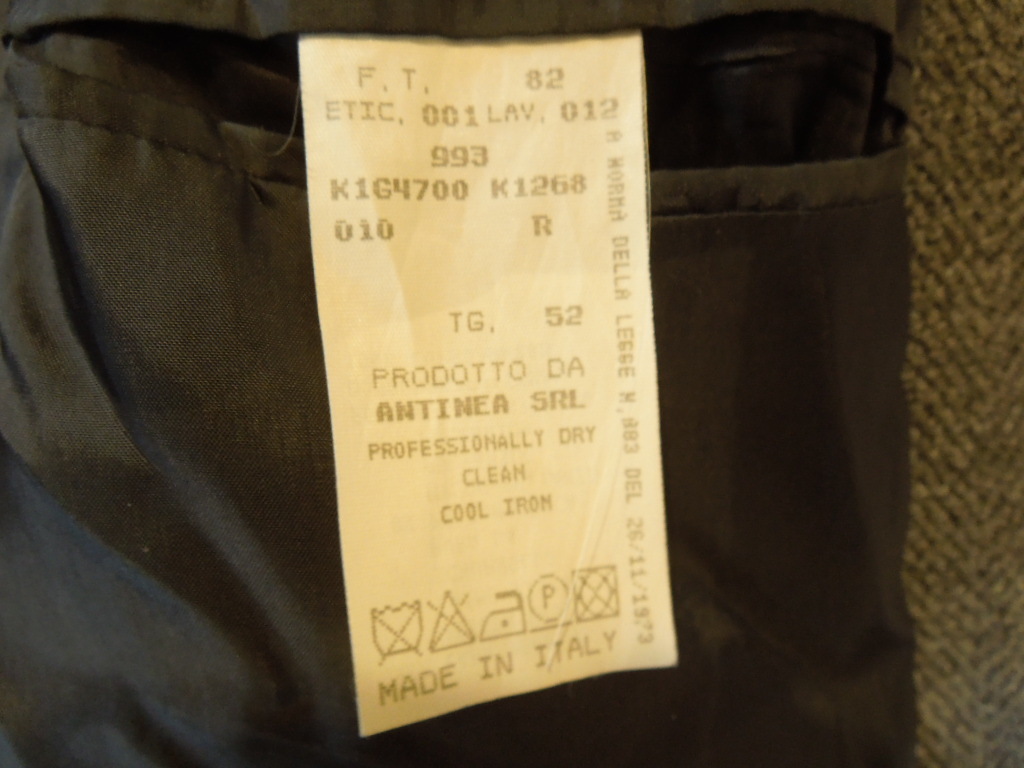 F.T. 82
ETIC. 001 LAV. 012
993
K1G4700 K1268
010 R
TG. 52
PRODOTTO DA
ANTINEA SRL
PROFESSIONALLY DRY
CLEAN
COOL IRON
P
MADE IN ITALY
A NORMA DELLA LEGGE N.883 DEL 26/11/1973